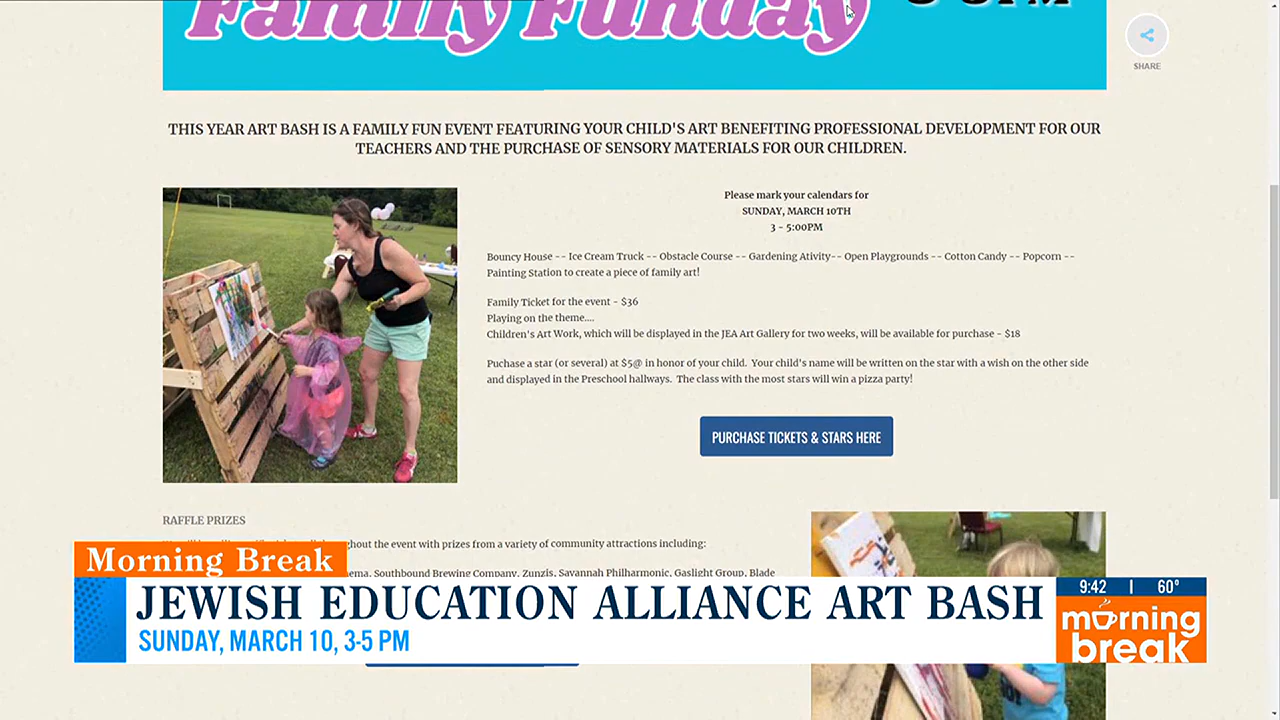 Family Funday
SHARE
THIS YEAR ART BASH IS A FAMILY FUN EVENT FEATURING YOUR CHILD'S ART BENEFITING PROFESSIONAL DEVELOPMENT FOR OUR
TEACHERS AND THE PURCHASE OF SENSORY MATERIALS FOR OUR CHILDREN.
Please mark your calendars for
SUNDAY, MARCH 10TH
3 - 5:00PM
Bouncy House -- Ice Cream Truck -- Obstacle Course -- Gardening Ativity-- Open Playgrounds -- Cotton Candy -- Popcorn --
Painting Station to create a piece of family art!
Family Ticket for the event - $36
Playing on the theme....
Children's Art Work, which will be displayed in the JEA Art Gallery for two weeks, will be available for purchase - $18
Puchase a star (or several) at $5@ in honor of your child. Your child's name will be written on the star with a wish on the other side
and displayed in the Preschool hallways. The class with the most stars will win a pizza party!
PURCHASE TICKETS & STARS HERE
RAFFLE PRIZES
the event with prizes from a variety of community attractions including:
Southbound Brewing Company, Zunzis, Savannah Philharmonic, Gaslight Group, Blade
Morning Break
JEWISH EDUCATION ALLIANCE ART BASH
SUNDAY, MARCH 10, 3-5 PM
9:42 | 60°
morning
break